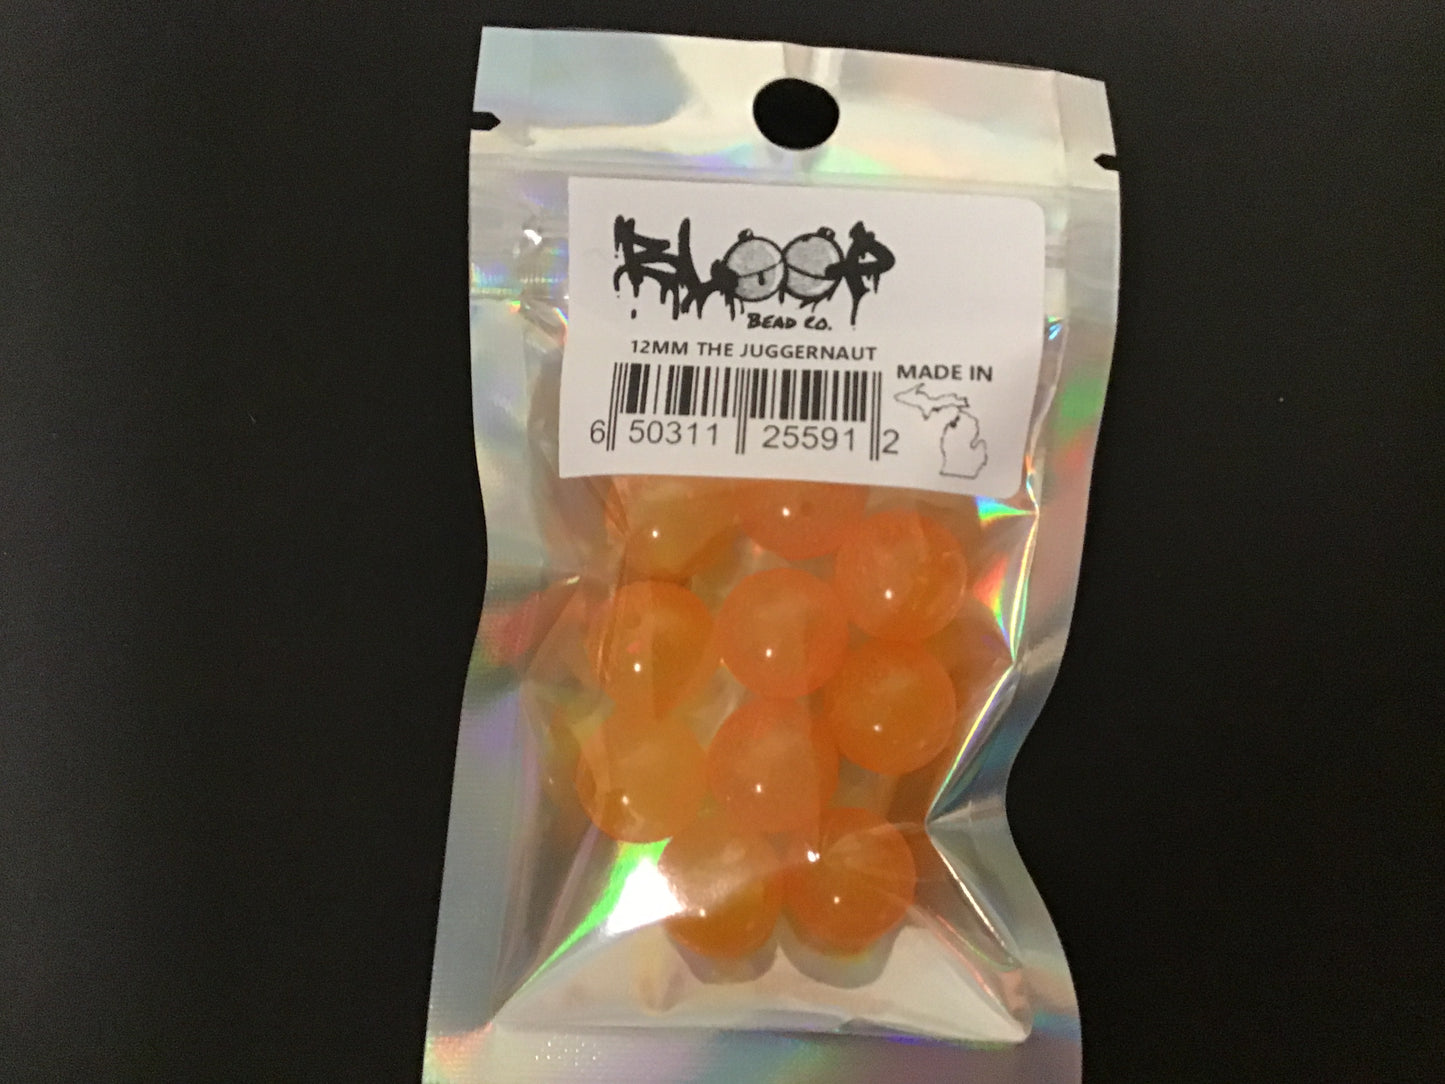 BLOOP
BEAD CO.
12MM THE JUGGERNAUT
MADE IN
6 50311 25591 2